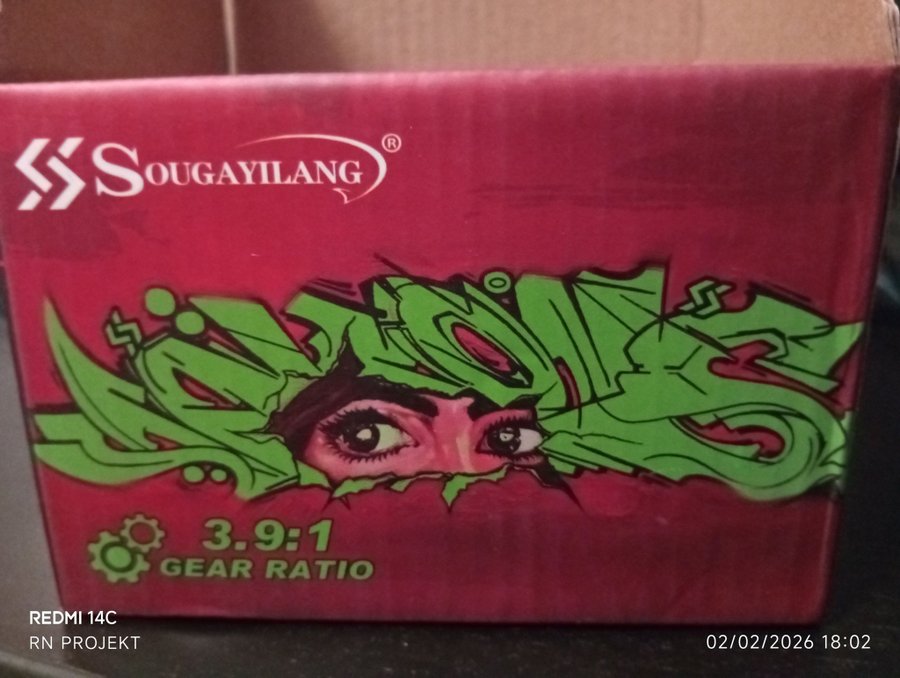 SOUGAYILANG®
3.9:1
GEAR RATIO
REDMI 14C
RN PROJEKT
02/02/2026 18:02